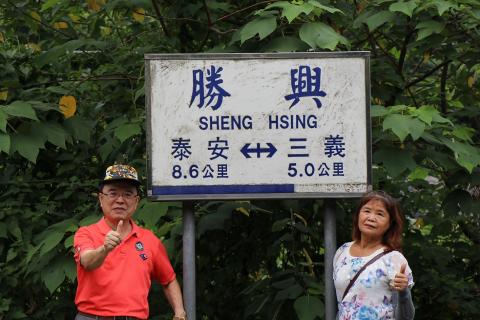 勝 興
SHENG HSING
泰安 ↔ 三義
8.6公里 5.0公里